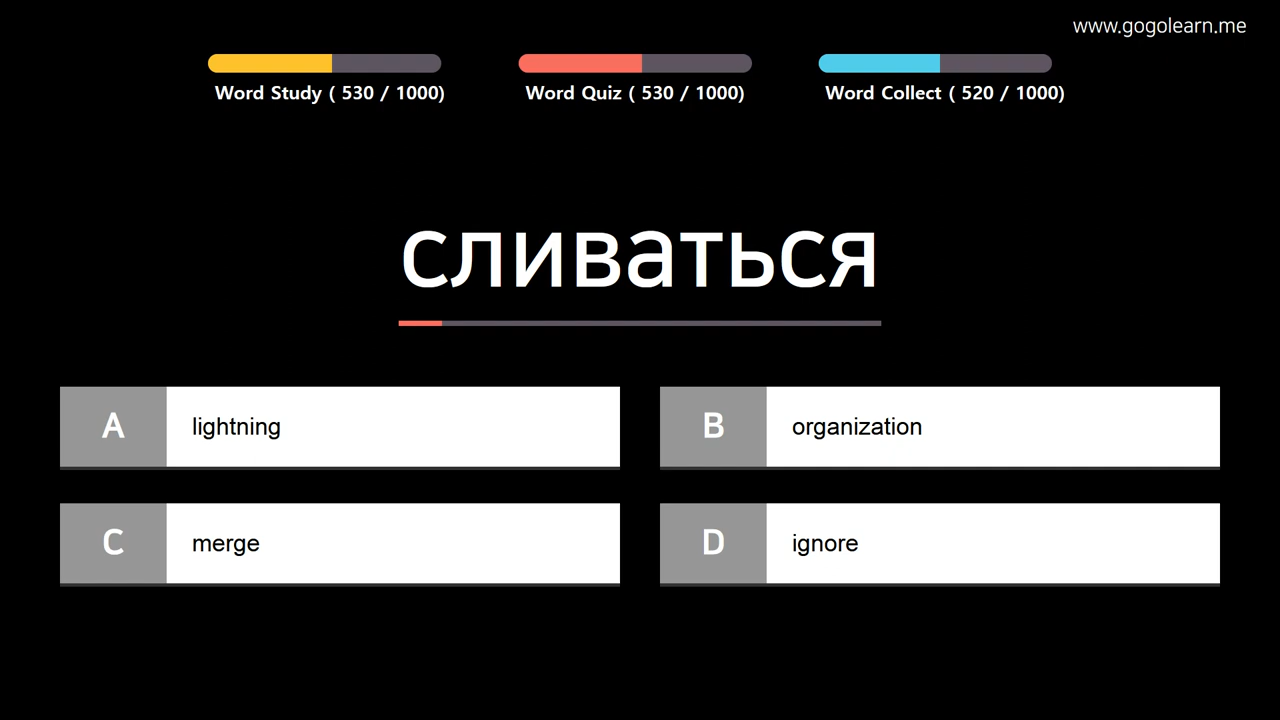 www.gogolearn.me
Word Study ( 530 / 1000)
Word Quiz ( 530 / 1000)
Word Collect ( 520 / 1000)
сливаться
A lightning
B organization
C merge
D ignore